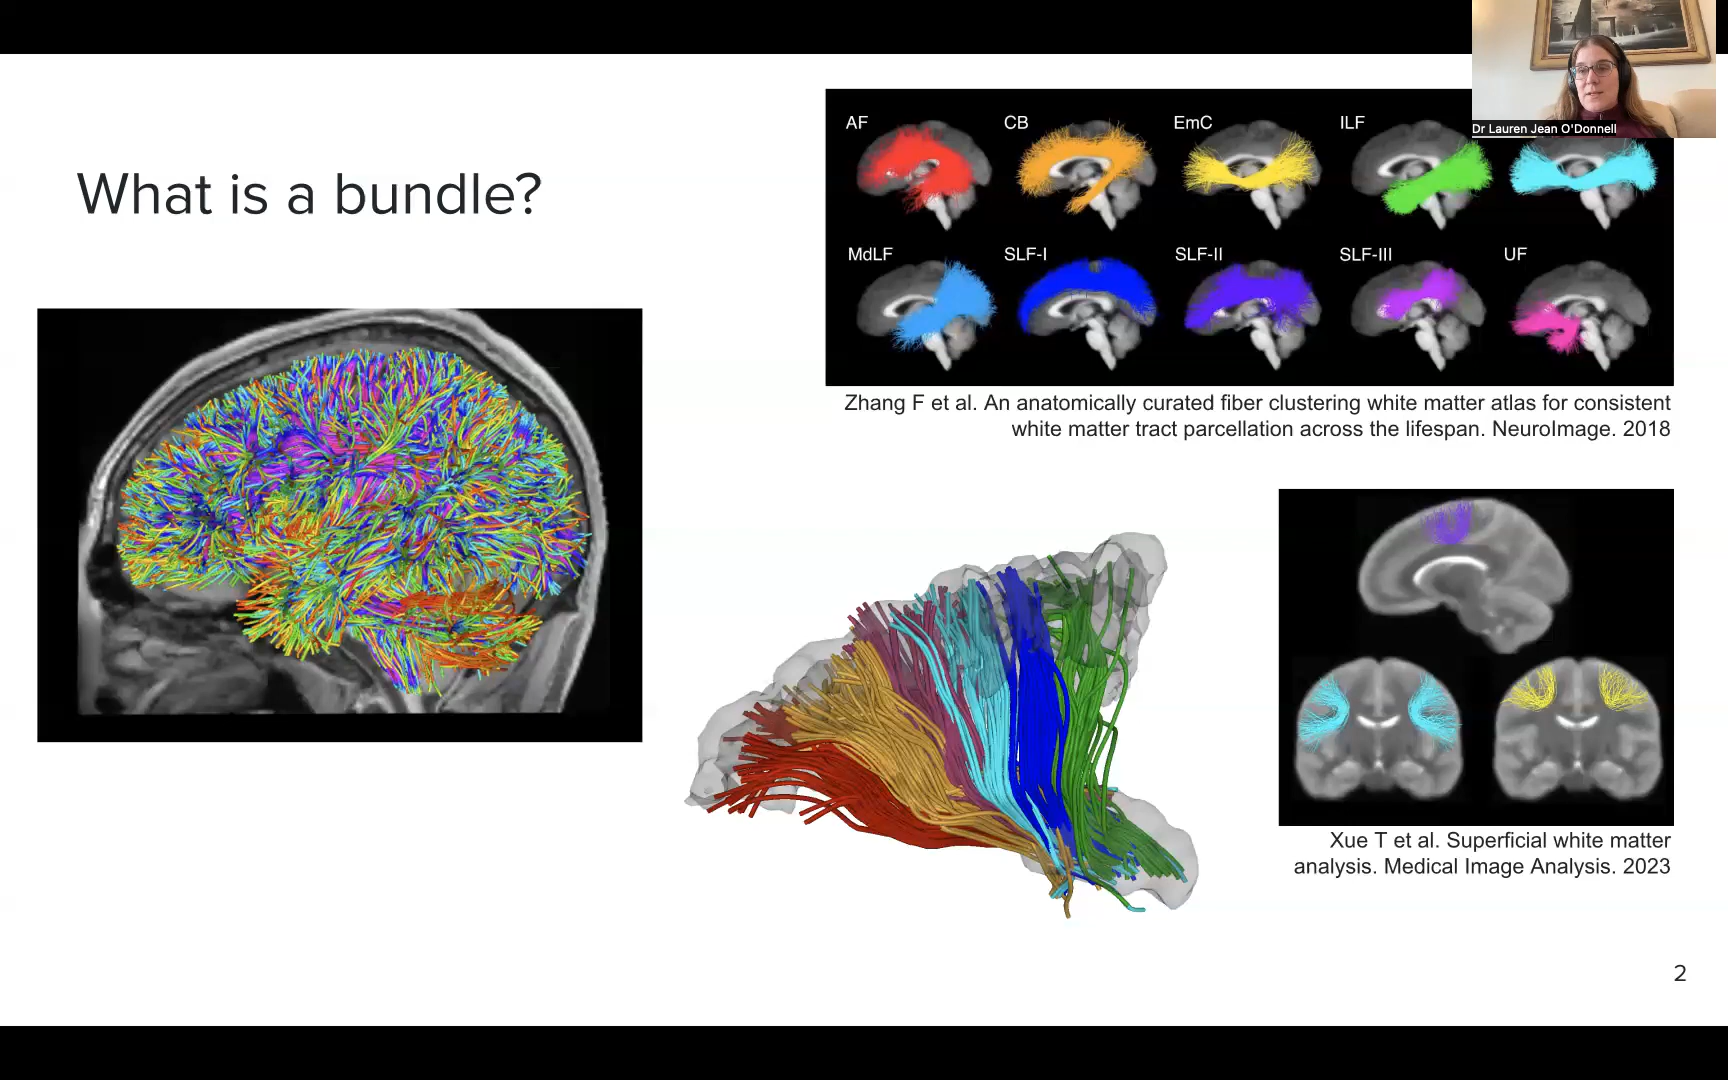 Dr Lauren Jean O'Donnell
What is a bundle?
AF
CB
EmC
ILF
MdLF
SLF-I
SLF-II
SLF-III
UF
Zhang F et al. An anatomically curated fiber clustering white matter atlas for consistent
white matter tract parcellation across the lifespan. NeuroImage. 2018
Xue T et al. Superficial white matter
analysis. Medical Image Analysis. 2023
2